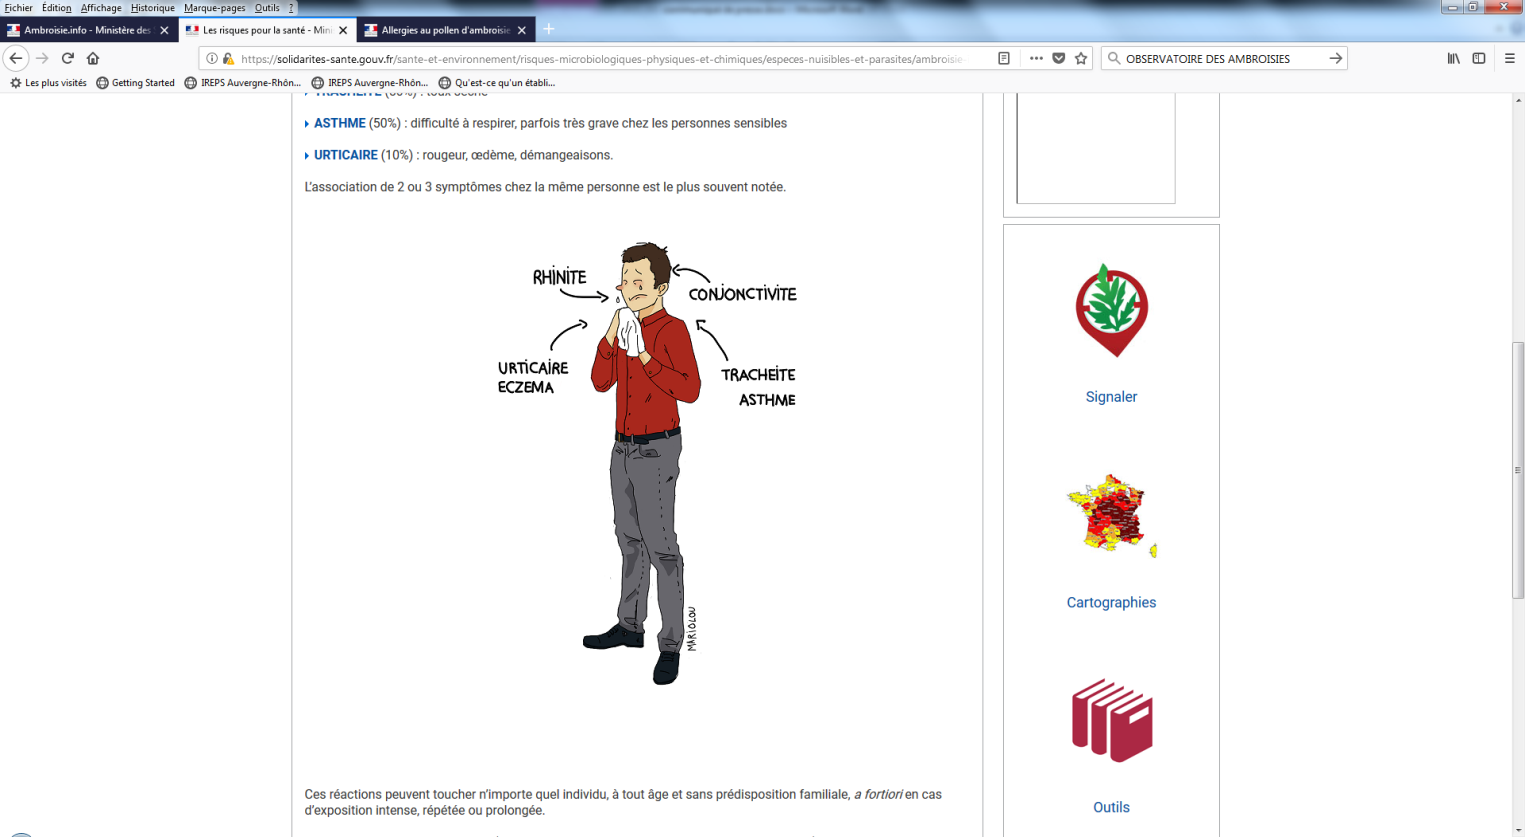 Fichier Édition Affichage Historique Marque-pages Outils ?
Ambroisie.info - Ministère des
Les risques pour la santé - Mini
Allergies au pollen d'ambroisie
https://solidarites-sante.gouv.fr/sante-et-environnement/risques-microbiologiques-physiques-et-chimiques/especes-nuisibles-et-parasites/ambroisie-
OBSERVATOIRE DES AMBROISIES
Les plus visités Getting Started IREPS Auvergne-Rhôn... IREPS Auvergne-Rhôn... Qu'est-ce qu'un établi...
ASTHME (50%) : difficulté à respirer, parfois très grave chez les personnes sensibles
URTICAIRE (10%) : rougeur, œdème, démangeaisons.
L'association de 2 ou 3 symptômes chez la même personne est le plus souvent notée.
RHINITE
CONJONCTIVITE
URTICAIRE
ECZEMA
TRACHEITE
ASTHME
MARIOLOU
Ces réactions peuvent toucher n'importe quel individu, à tout âge et sans prédisposition familiale, a fortiori en cas
d'exposition intense, répétée ou prolongée.
Signaler
Cartographies
Outils